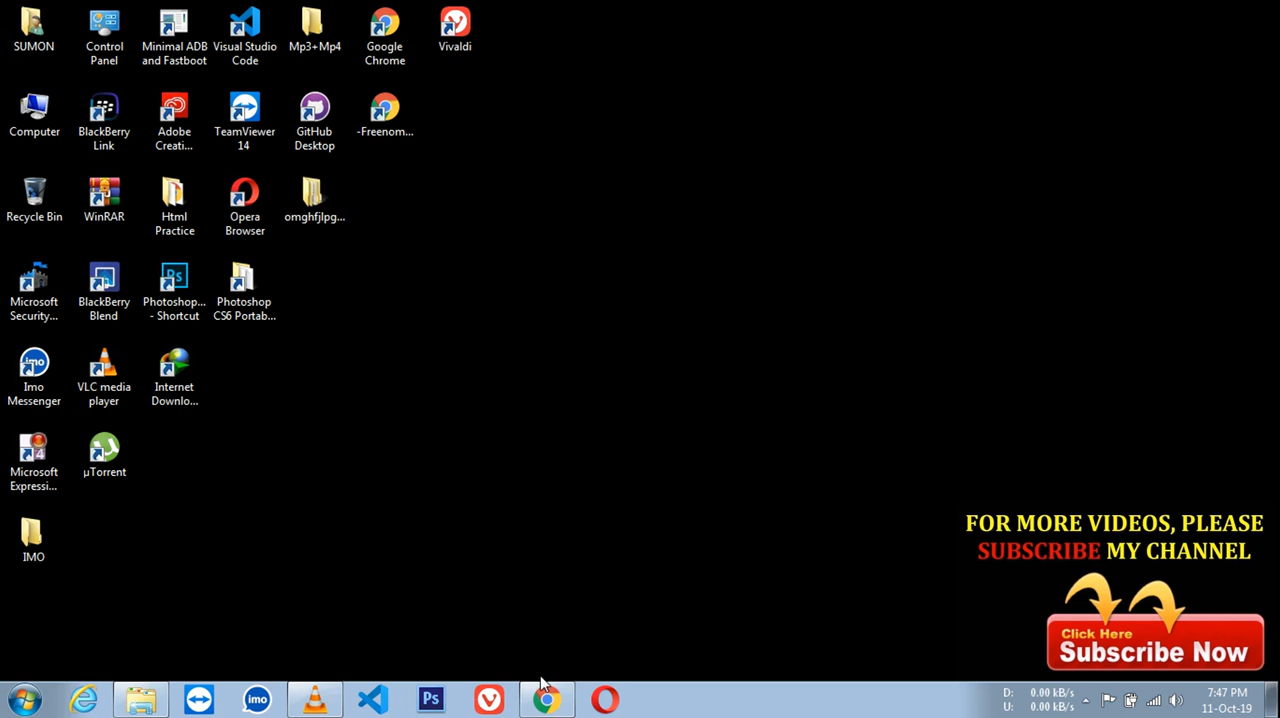 SUMON
Control
Panel
Minimal ADB
and Fastboot
Visual Studio
Code
Mp3+Mp4
Google
Chrome
Vivaldi
Computer
BlackBerry
Link
Adobe
Creati...
TeamViewer
14
GitHub
Desktop
-Freenom...
Recycle Bin
WinRAR
Html
Practice
Opera
Browser
omghfjlpg...
Microsoft
Security...
BlackBerry
Blend
Ps
Photoshop...
- Shortcut
Photoshop
CS6 Portab...
imo
Imo
Messenger
VLC media
player
Internet
Downlo...
4
Microsoft
Expressi...
µTorrent
IMO
FOR MORE VIDEOS, PLEASE
SUBSCRIBE MY CHANNEL
Click Here
Subscribe Now
imo
Ps
D: 0.00 kB/s
U: 0.00 kB/s
7:47 PM
11-Oct-19